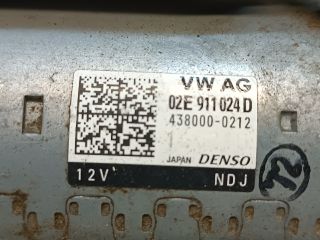 VW AG
02E 911 024 D
438000-0212
JAPAN DENSO
12V NDJ